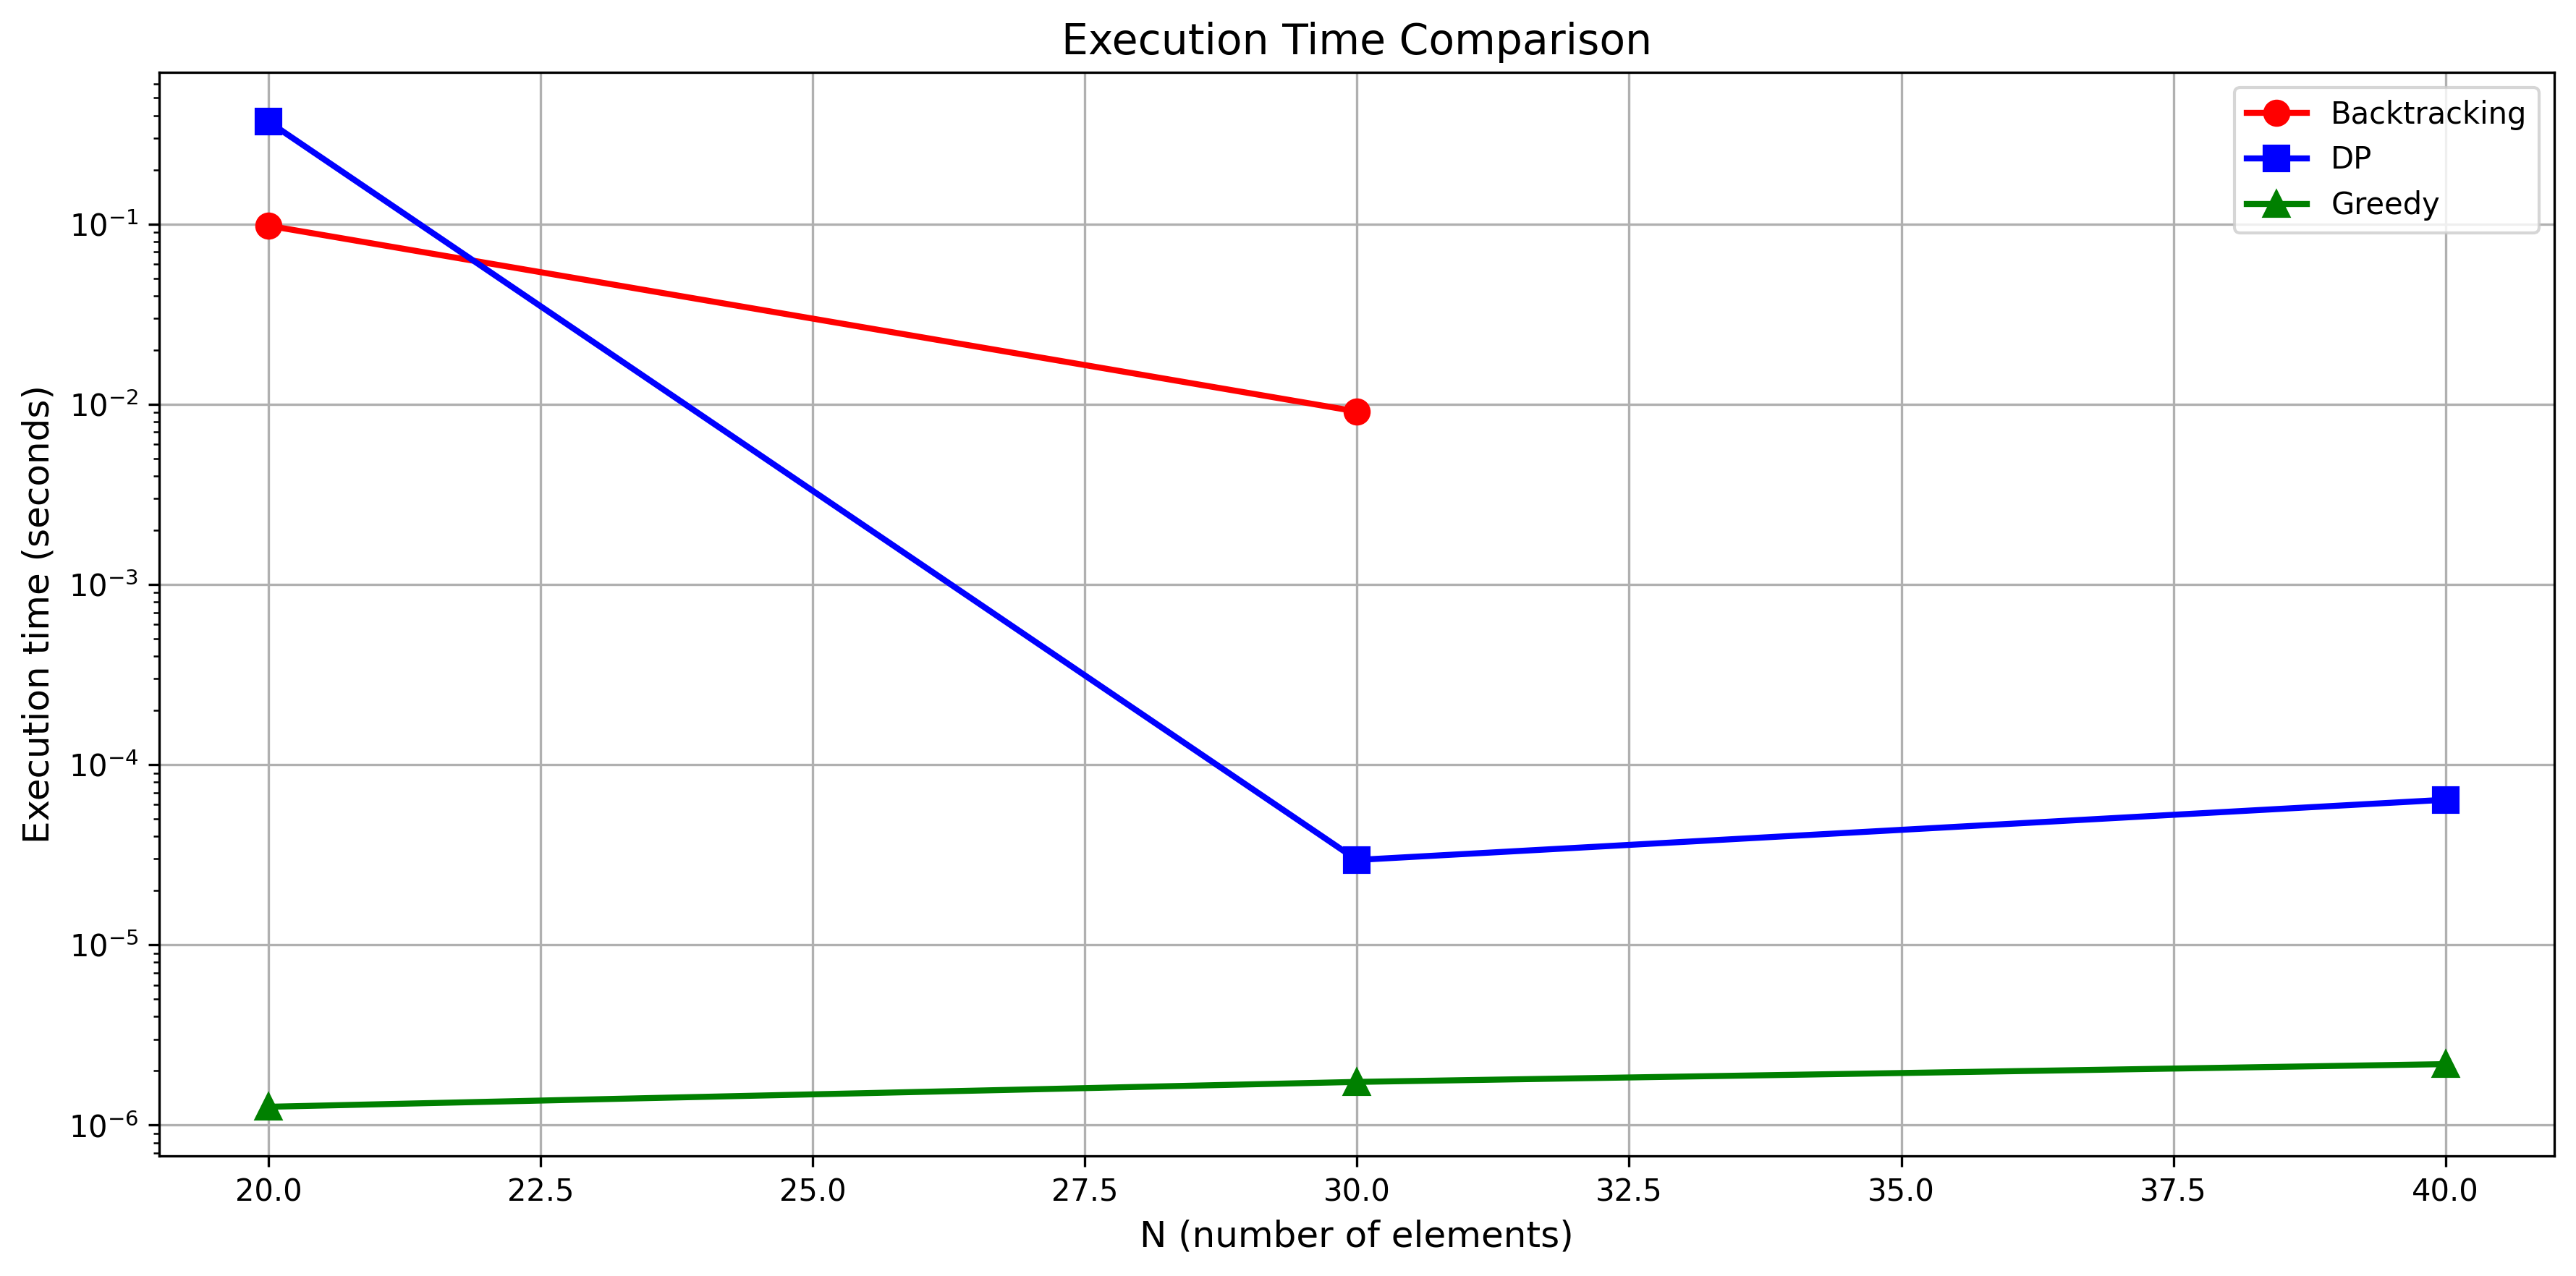 Execution Time Comparison
Backtracking
DP
Greedy
Execution time (seconds)
10⁻¹
10⁻²
10⁻³
10⁻⁴
10⁻⁵
10⁻⁶
20.0 22.5 25.0 27.5 30.0 32.5 35.0 37.5 40.0
N (number of elements)